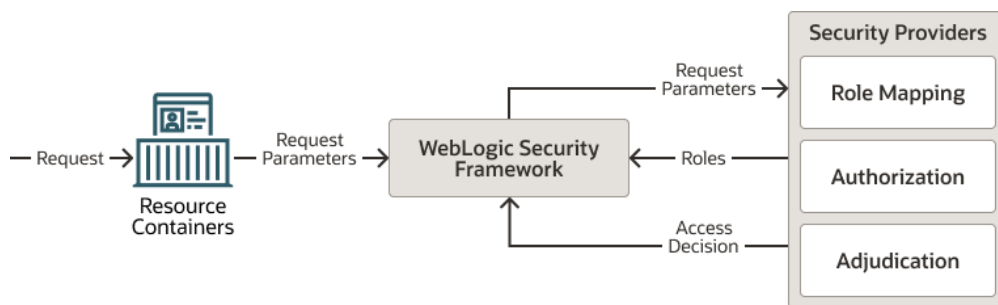 Request
Resource
Containers
Request
Parameters
WebLogic Security
Framework
Request
Parameters
Roles
Access
Decision
Security Providers
Role Mapping
Authorization
Adjudication